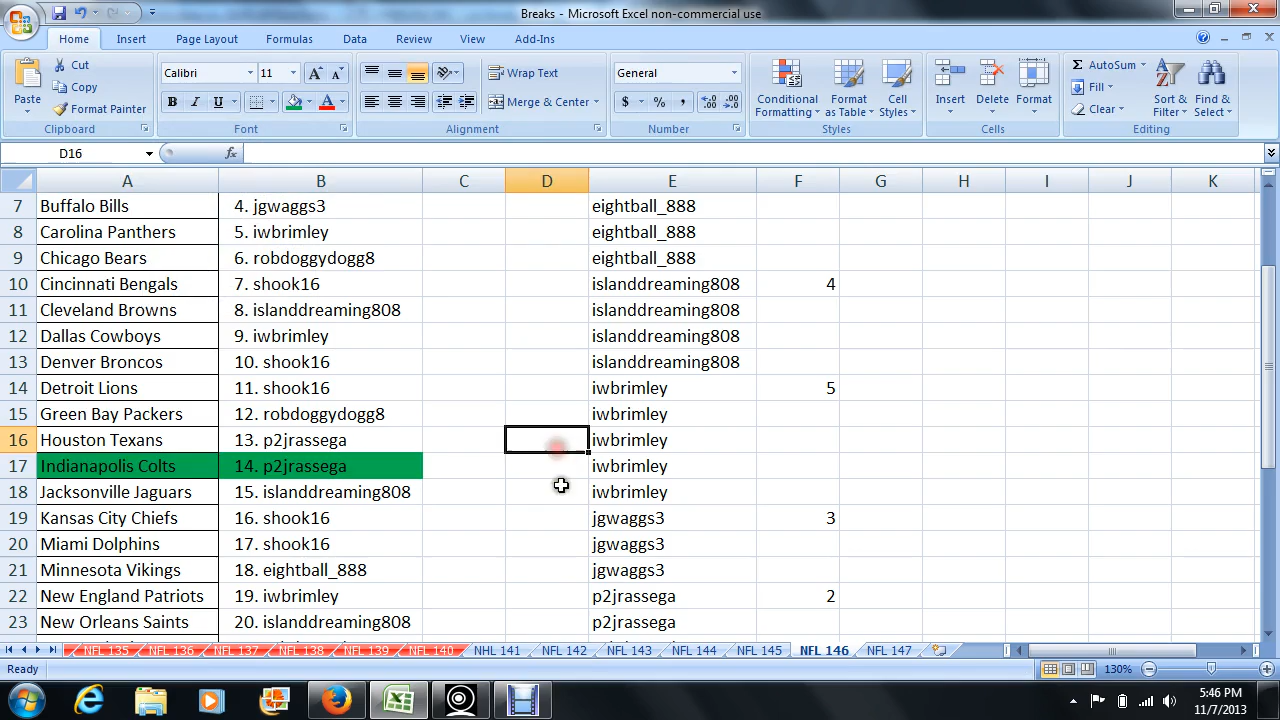 Breaks - Microsoft Excel non-commercial use
Home Insert Page Layout Formulas Data Review View Add-Ins
Paste
Cut
Copy
Format Painter
Clipboard
Calibri 11
B I U
Font
Wrap Text
Merge & Center
Alignment
General
$ % ,
Number
Conditional Formatting
Format as Table
Cell Styles
Styles
Insert
Delete
Format
Cells
AutoSum
Fill
Clear
Sort & Filter
Find & Select
Editing
D16 fx
A B C D E F G H I J K
7 Buffalo Bills 4. jgwaggs3 eightball_888
8 Carolina Panthers 5. iwbrimley eightball_888
9 Chicago Bears 6. robdoggydogg8 eightball_888
10 Cincinnati Bengals 7. shook16 islanddreaming808 4
11 Cleveland Browns 8. islanddreaming808 islanddreaming808
12 Dallas Cowboys 9. iwbrimley islanddreaming808
13 Denver Broncos 10. shook16 islanddreaming808
14 Detroit Lions 11. shook16 iwbrimley 5
15 Green Bay Packers 12. robdoggydogg8 iwbrimley
16 Houston Texans 13. p2jrassega iwbrimley
17 Indianapolis Colts 14. p2jrassega iwbrimley
18 Jacksonville Jaguars 15. islanddreaming808 iwbrimley
19 Kansas City Chiefs 16. shook16 jgwaggs3 3
20 Miami Dolphins 17. shook16 jgwaggs3
21 Minnesota Vikings 18. eightball_888 jgwaggs3
22 New England Patriots 19. iwbrimley p2jrassega 2
23 New Orleans Saints 20. islanddreaming808 p2jrassega
NFL 135 NFL 136 NFL 137 NFL 138 NFL 139 NFL 140 NHL 141 NFL 142 NFL 143 NFL 144 NFL 145 NFL 146 NFL 147
Ready 130%
5:46 PM
11/7/2013